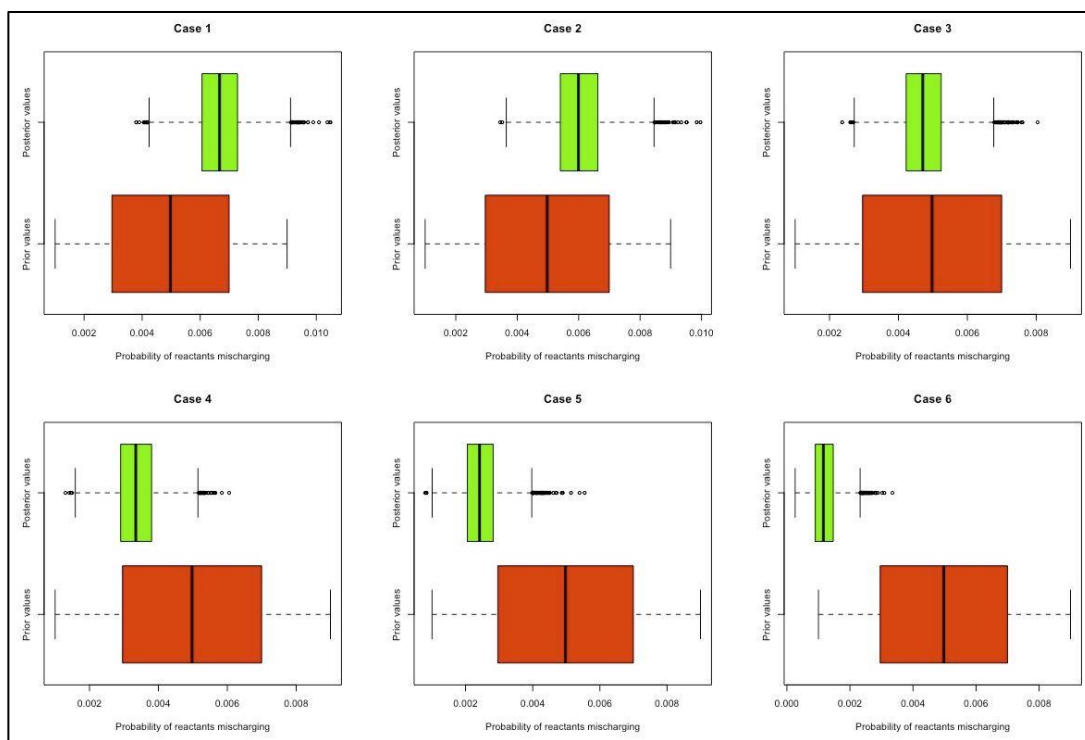 Case 1
Posterior values
Prior values
0.002 0.004 0.006 0.008 0.010
Probability of reactants mischarging
Case 2
Posterior values
Prior values
0.002 0.004 0.006 0.008 0.010
Probability of reactants mischarging
Case 3
Posterior values
Prior values
0.002 0.004 0.006 0.008
Probability of reactants mischarging
Case 4
Posterior values
Prior values
0.002 0.004 0.006 0.008
Probability of reactants mischarging
Case 5
Posterior values
Prior values
0.002 0.004 0.006 0.008
Probability of reactants mischarging
Case 6
Posterior values
Prior values
0.000 0.002 0.004 0.006 0.008
Probability of reactants mischarging